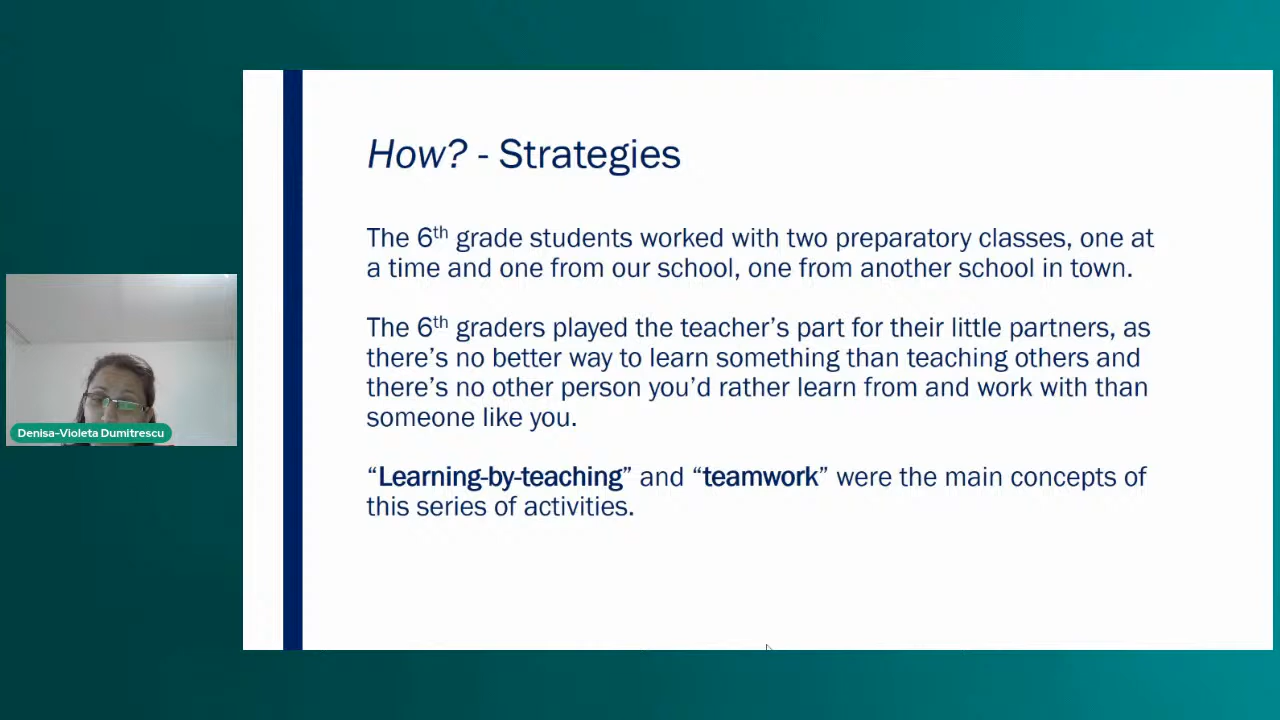 How? - Strategies
The 6th grade students worked with two preparatory classes, one at
a time and one from our school, one from another school in town.
The 6th graders played the teacher’s part for their little partners, as
there’s no better way to learn something than teaching others and
there’s no other person you’d rather learn from and work with than
someone like you.
“Learning-by-teaching” and “teamwork” were the main concepts of
this series of activities.
Denisa-Violeta Dumitrescu